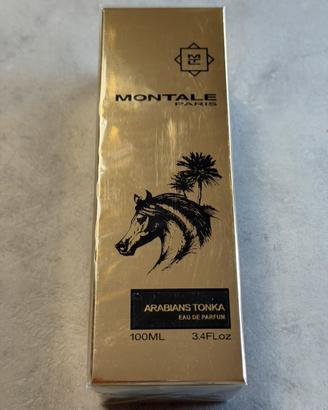 MONTALE
PARIS
ARABIANS TONKA
EAU DE PARFUM
100ML 3.4FLoz